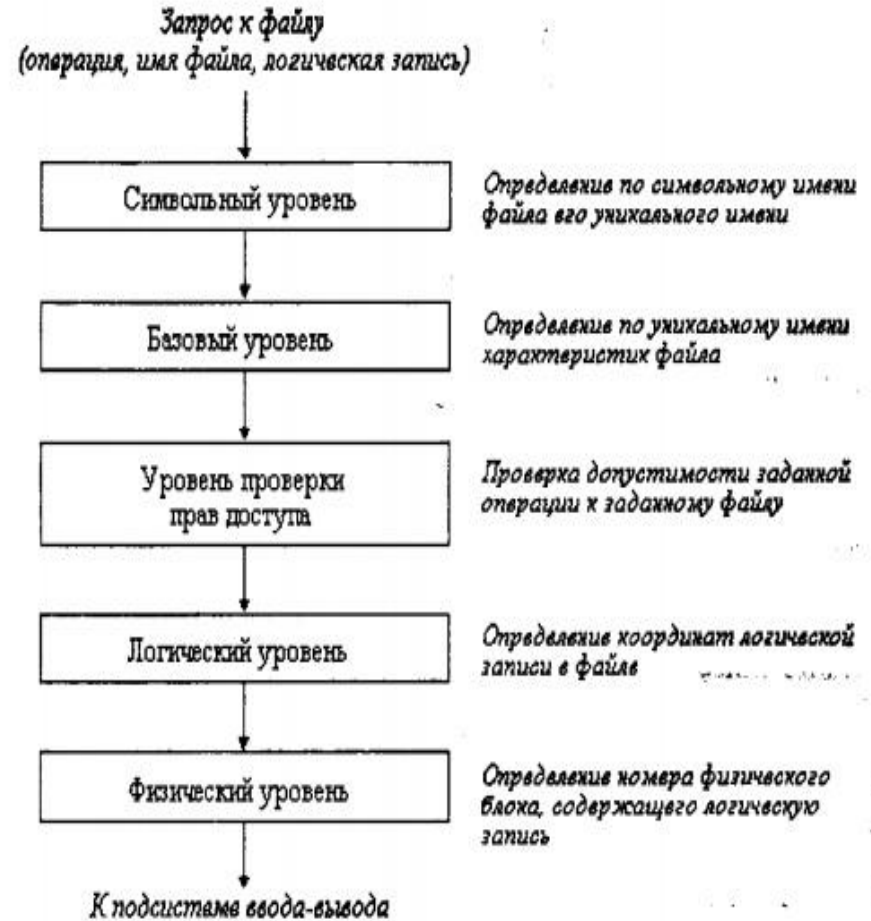 Запрос к файлу
(операция, имя файла, логическая запись)
Символьный уровень
Определение по символьному имени
файла его уникального имени
Базовый уровень
Определение по уникальному имени
характеристик файла
Уровень проверки
прав доступа
Проверка допустимости заданной
операции к заданному файлу
Логический уровень
Определение координат логической
записи в файле
Физический уровень
Определение номера физического
блока, содержащего логическую
запись
К подсистеме ввода-вывода